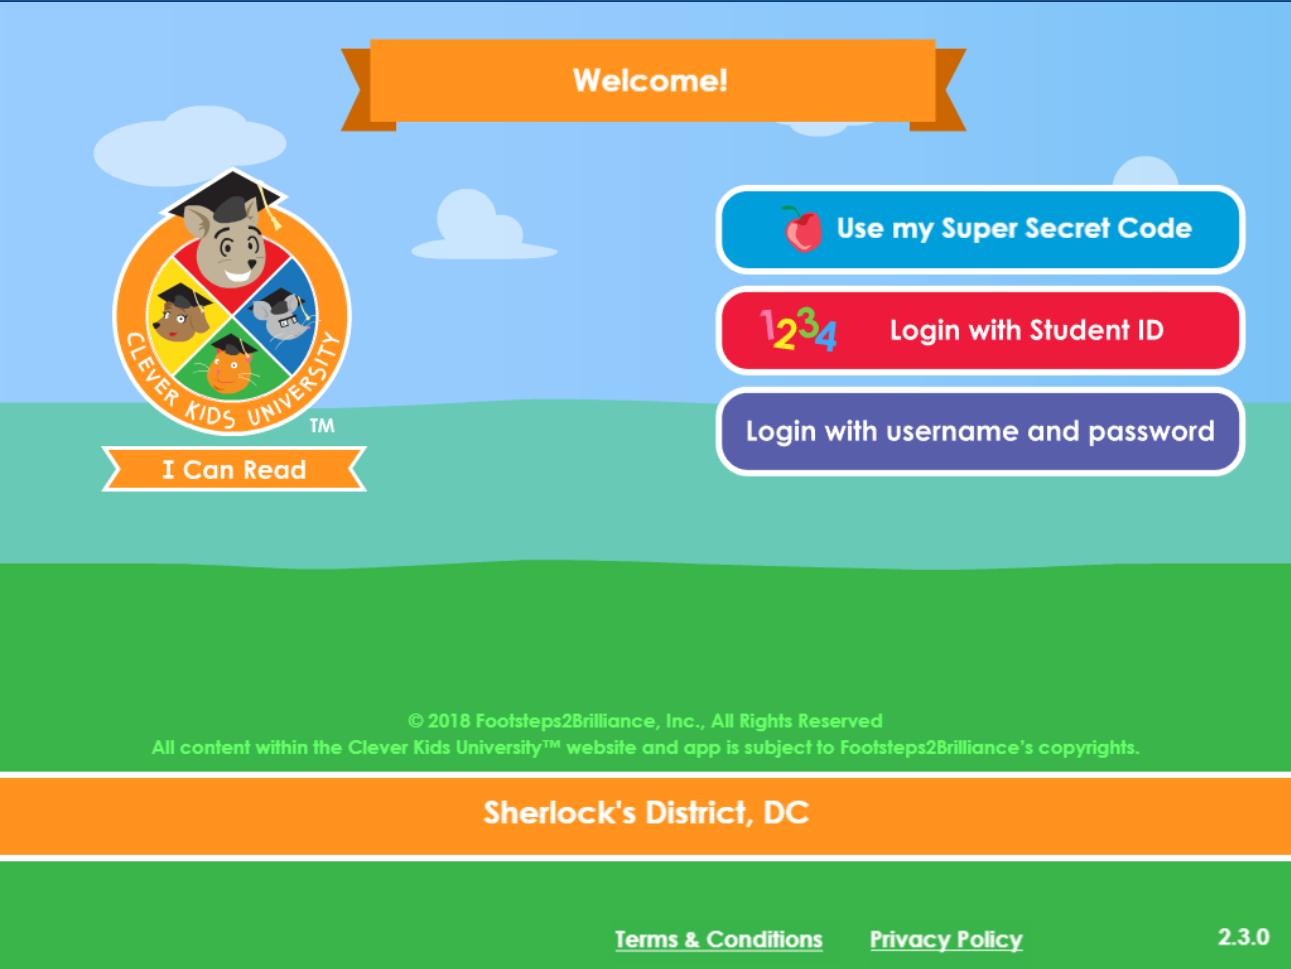 Welcome!
Use my Super Secret Code
1234
Login with Student ID
Login with username and password
CLEVER KIDS UNIVERSITY
TM
I Can Read
© 2018 Footsteps2Brilliance, Inc., All Rights Reserved
All content within the Clever Kids University™ website and app is subject to Footsteps2Brilliance's copyrights.
Sherlock's District, DC
Terms & Conditions
Privacy Policy
2.3.0